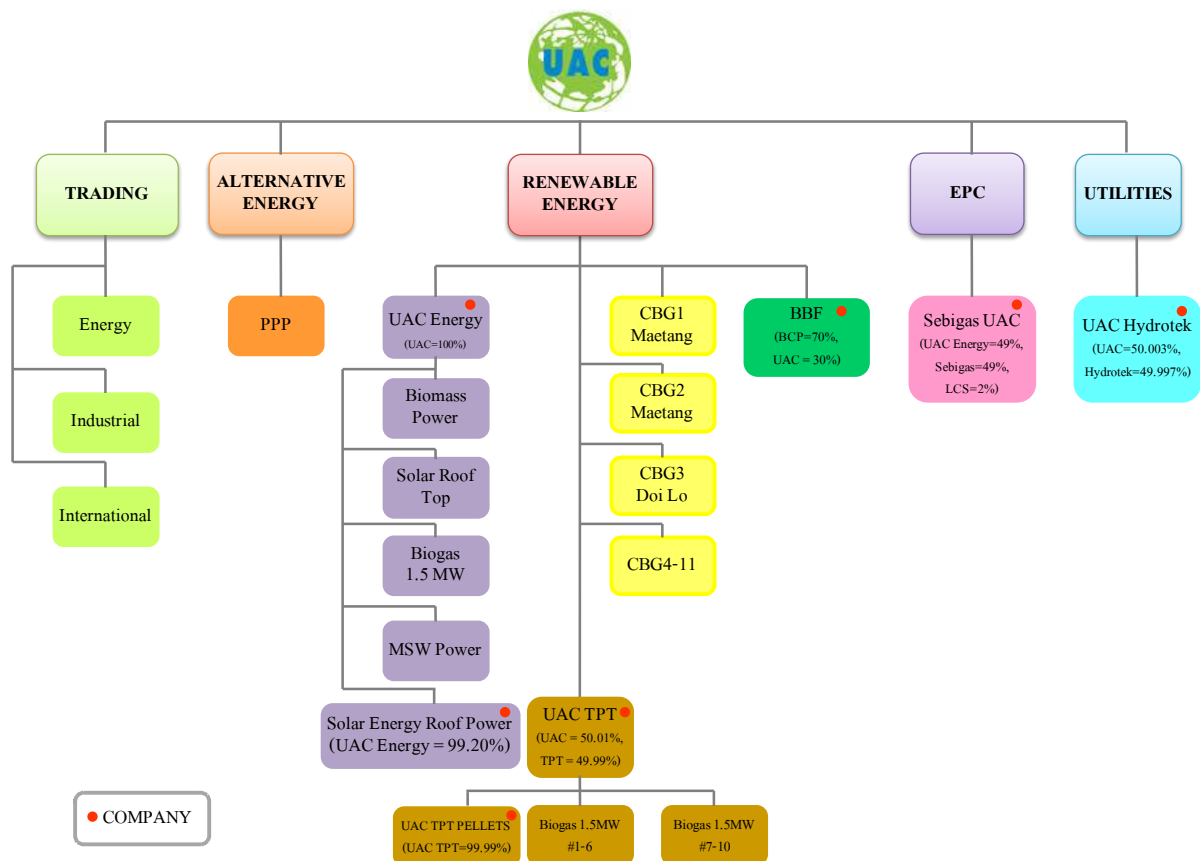 UAC
TRADING
ALTERNATIVE
ENERGY
RENEWABLE
ENERGY
EPC
UTILITIES
Energy
Industrial
International
PPP
UAC Energy
(UAC=100%)
Biomass
Power
Solar Roof
Top
Biogas
1.5 MW
MSW Power
Solar Energy Roof Power
(UAC Energy = 99.20%)
CBG1
Maetang
CBG2
Maetang
CBG3
Doi Lo
CBG4-11
UAC TPT
(UAC = 50.01%,
TPT = 49.99%)
UAC TPT PELLETS
(UAC TPT=99.99%)
Biogas 1.5MW
#1-6
Biogas 1.5MW
#7-10
BBF
(BCP=70%,
UAC = 30%)
Sebigas UAC
(UAC Energy=49%,
Sebigas=49%,
LCS=2%)
UAC Hydrotek
(UAC=50.003%,
Hydrotek=49.997%)
COMPANY